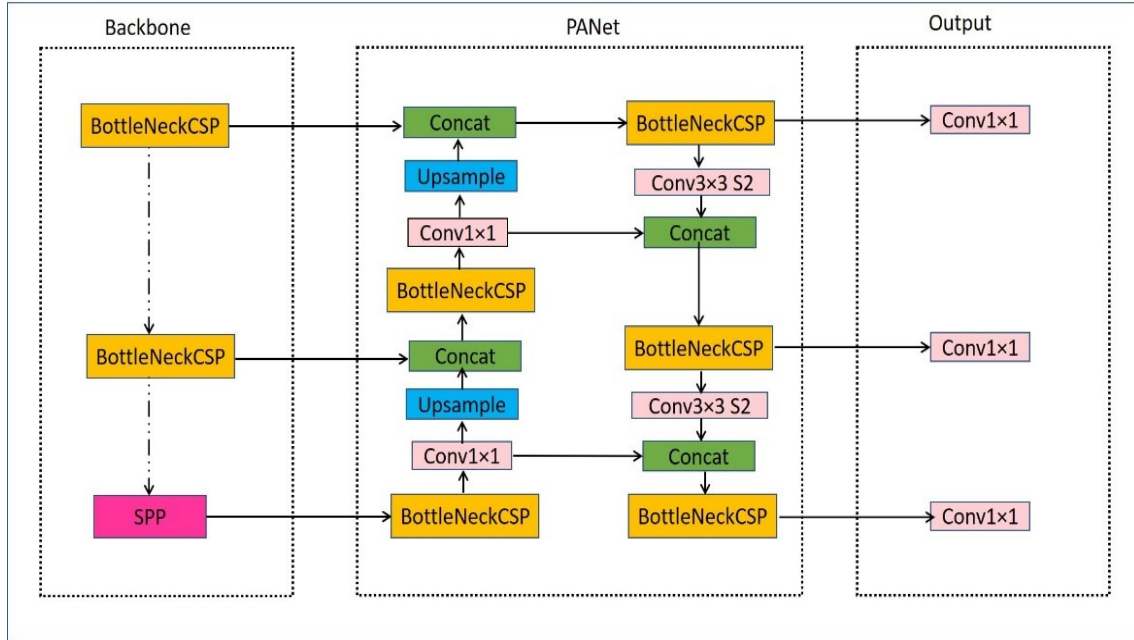 Backbone
PANet
Output
BottleNeckCSP
Concat
BottleNeckCSP
Conv1×1
Upsample
Conv3×3 S2
Conv1×1
Concat
BottleNeckCSP
BottleNeckCSP
Concat
BottleNeckCSP
Conv1×1
Upsample
Conv3×3 S2
Conv1×1
Concat
SPP
BottleNeckCSP
BottleNeckCSP
Conv1×1